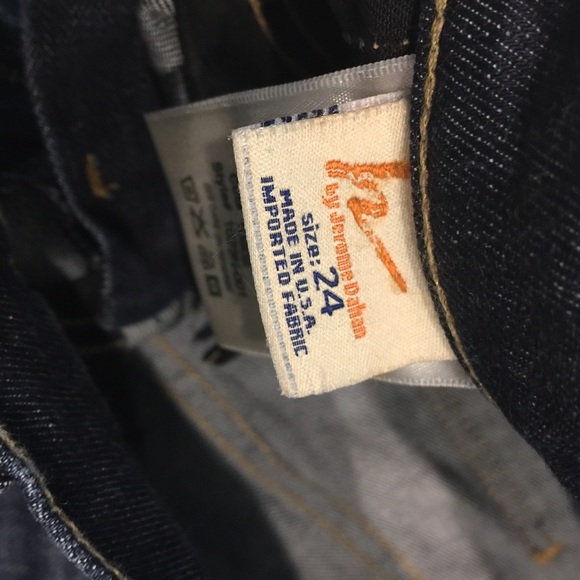 by Jerome Dahan
size: 24
MADE IN U.S.A.
IMPORTED FABRIC